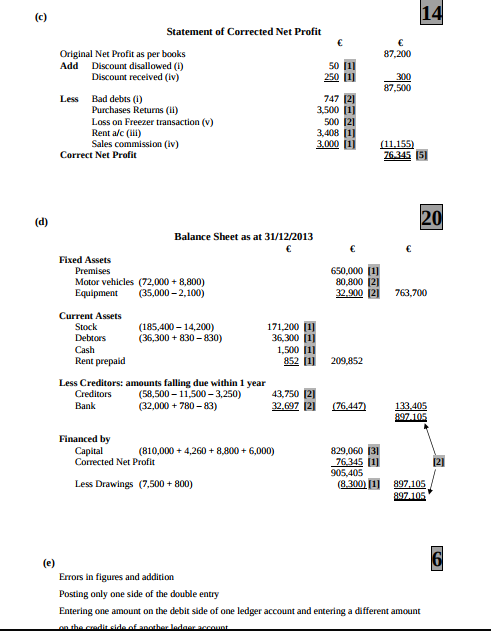 (c) 14
Statement of Corrected Net Profit
€ €
Original Net Profit as per books 87,200
Add Discount disallowed (i) 50 [1]
Discount received (iv) 250 [1] 300
87,500
Less Bad debts (i) 747 [2]
Purchases Returns (ii) 3,500 [1]
Loss on Freezer transaction (v) 500 [2]
Rent a/c (iii) 3,408 [1]
Sales commission (iv) 3,000 [1] (11,155)
Correct Net Profit 76,345 [5]
(d) 20
Balance Sheet as at 31/12/2013
€ € €
Fixed Assets
Premises 650,000 [1]
Motor vehicles (72,000 + 8,800) 80,800 [2]
Equipment (35,000 – 2,100) 32,900 [2] 763,700
Current Assets
Stock (185,400 – 14,200) 171,200 [1]
Debtors (36,300 + 830 – 830) 36,300 [1]
Cash 1,500 [1]
Rent prepaid 852 [1] 209,852
Less Creditors: amounts falling due within 1 year
Creditors (58,500 – 11,500 – 3,250) 43,750 [2]
Bank (32,000 + 780 – 83) 32,697 [2] (76,447) 133,405
897,105
Financed by
Capital (810,000 + 4,260 + 8,800 + 6,000) 829,060 [3]
Corrected Net Profit 76,345 [1] [2]
905,405
Less Drawings (7,500 + 800) (8,300) [1] 897,105
897,105
(e) 6
Errors in figures and addition
Posting only one side of the double entry
Entering one amount on the debit side of one ledger account and entering a different amount
on the credit side of another ledger account